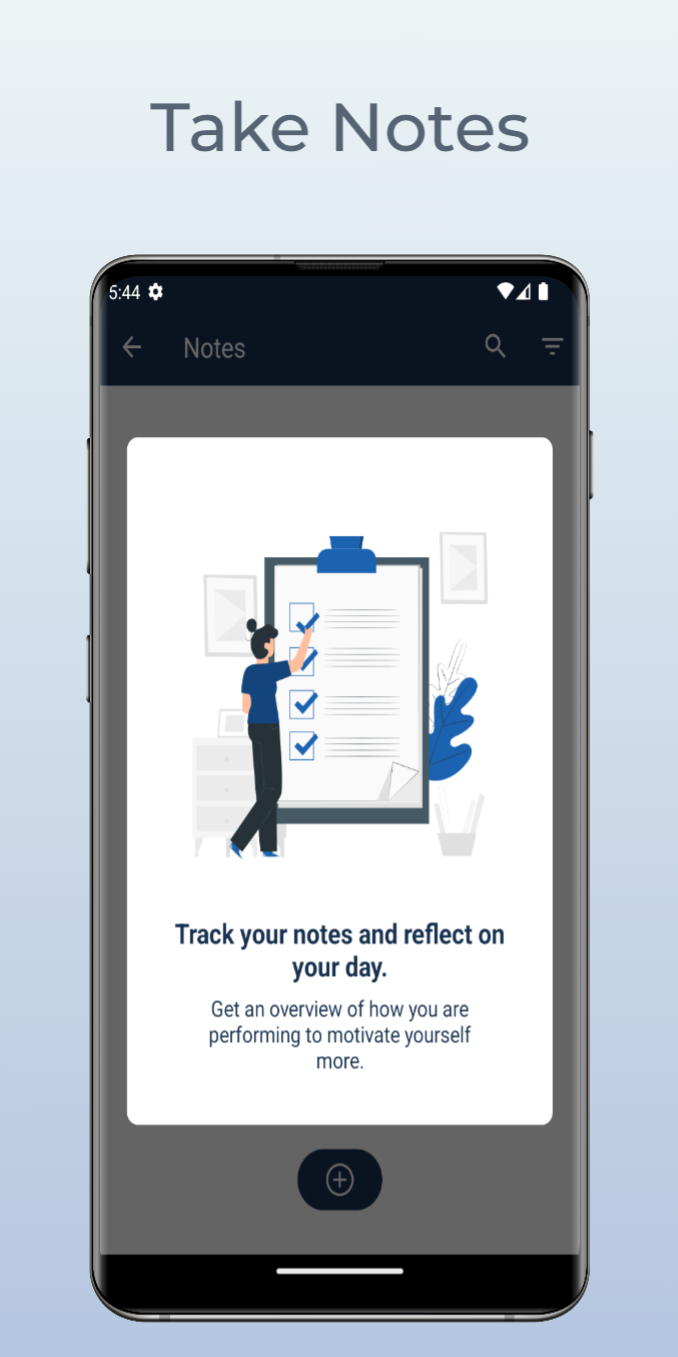 Take Notes
5:44
Notes
Track your notes and reflect on
your day.
Get an overview of how you are
performing to motivate yourself
more.